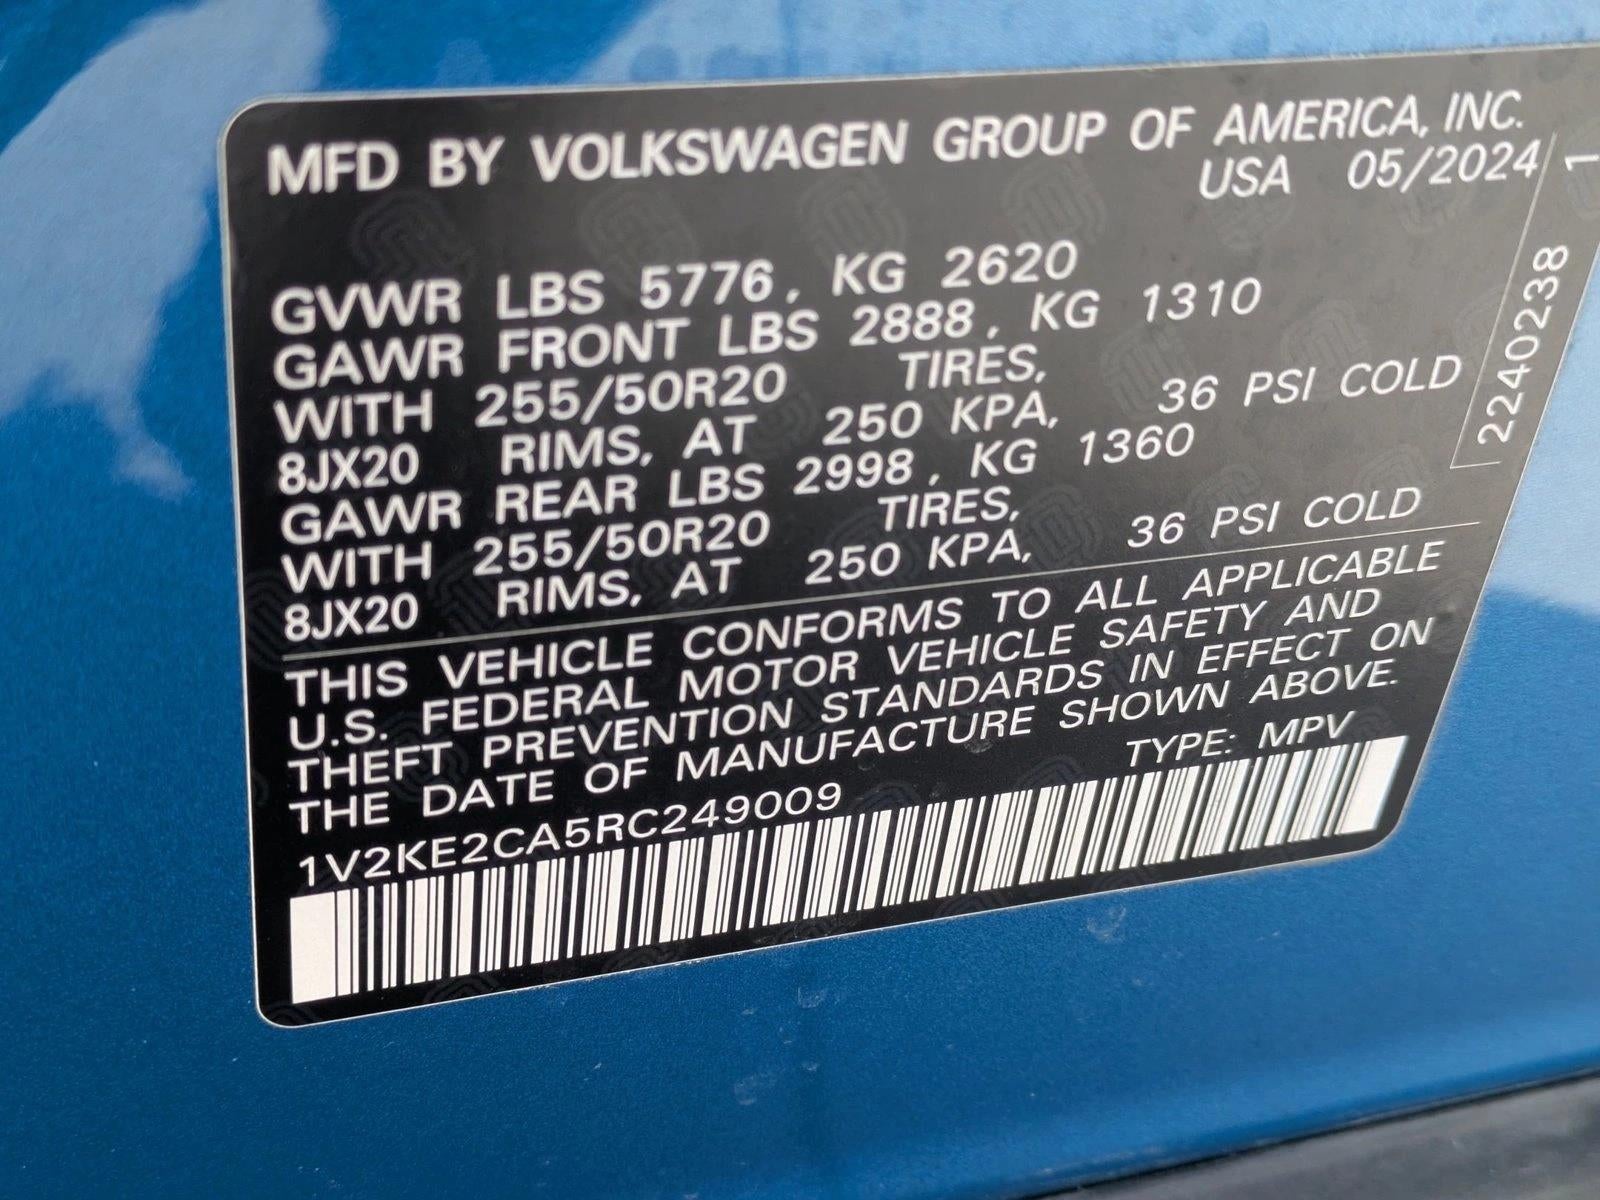 MFD BY VOLKSWAGEN GROUP OF AMERICA, INC.
USA 05/2024
GVWR LBS 5776, KG 2620
GAWR FRONT LBS 2888, KG 1310
WITH 255/50R20 TIRES,
8JX20 RIMS, AT 250 KPA, 36 PSI COLD
GAWR REAR LBS 2998, KG 1360
WITH 255/50R20 TIRES,
8JX20 RIMS, AT 250 KPA, 36 PSI COLD
THIS VEHICLE CONFORMS TO ALL APPLICABLE
U.S. FEDERAL MOTOR VEHICLE SAFETY AND
THEFT PREVENTION STANDARDS IN EFFECT ON
THE DATE OF MANUFACTURE SHOWN ABOVE.
TYPE: MPV
1V2KE2CA5RC249009
2240238 1